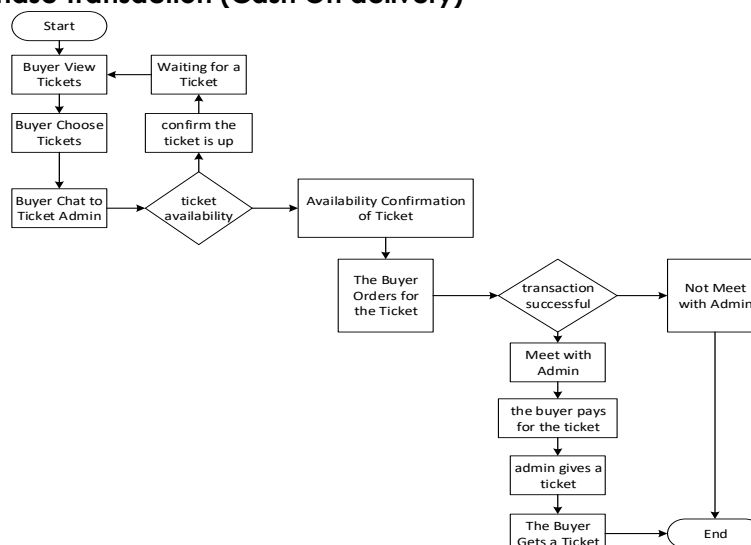 hase Transaction (Cash On delivery)
Start
Buyer View
Tickets
Waiting for a
Ticket
Buyer Choose
Tickets
confirm the
ticket is up
Buyer Chat to
Ticket Admin
ticket
availability
Availability Confirmation
of Ticket
The Buyer
Orders for
the Ticket
transaction
successful
Not Meet
with Admin
Meet with
Admin
the buyer pays
for the ticket
admin gives a
ticket
The Buyer
Gets a Ticket
End